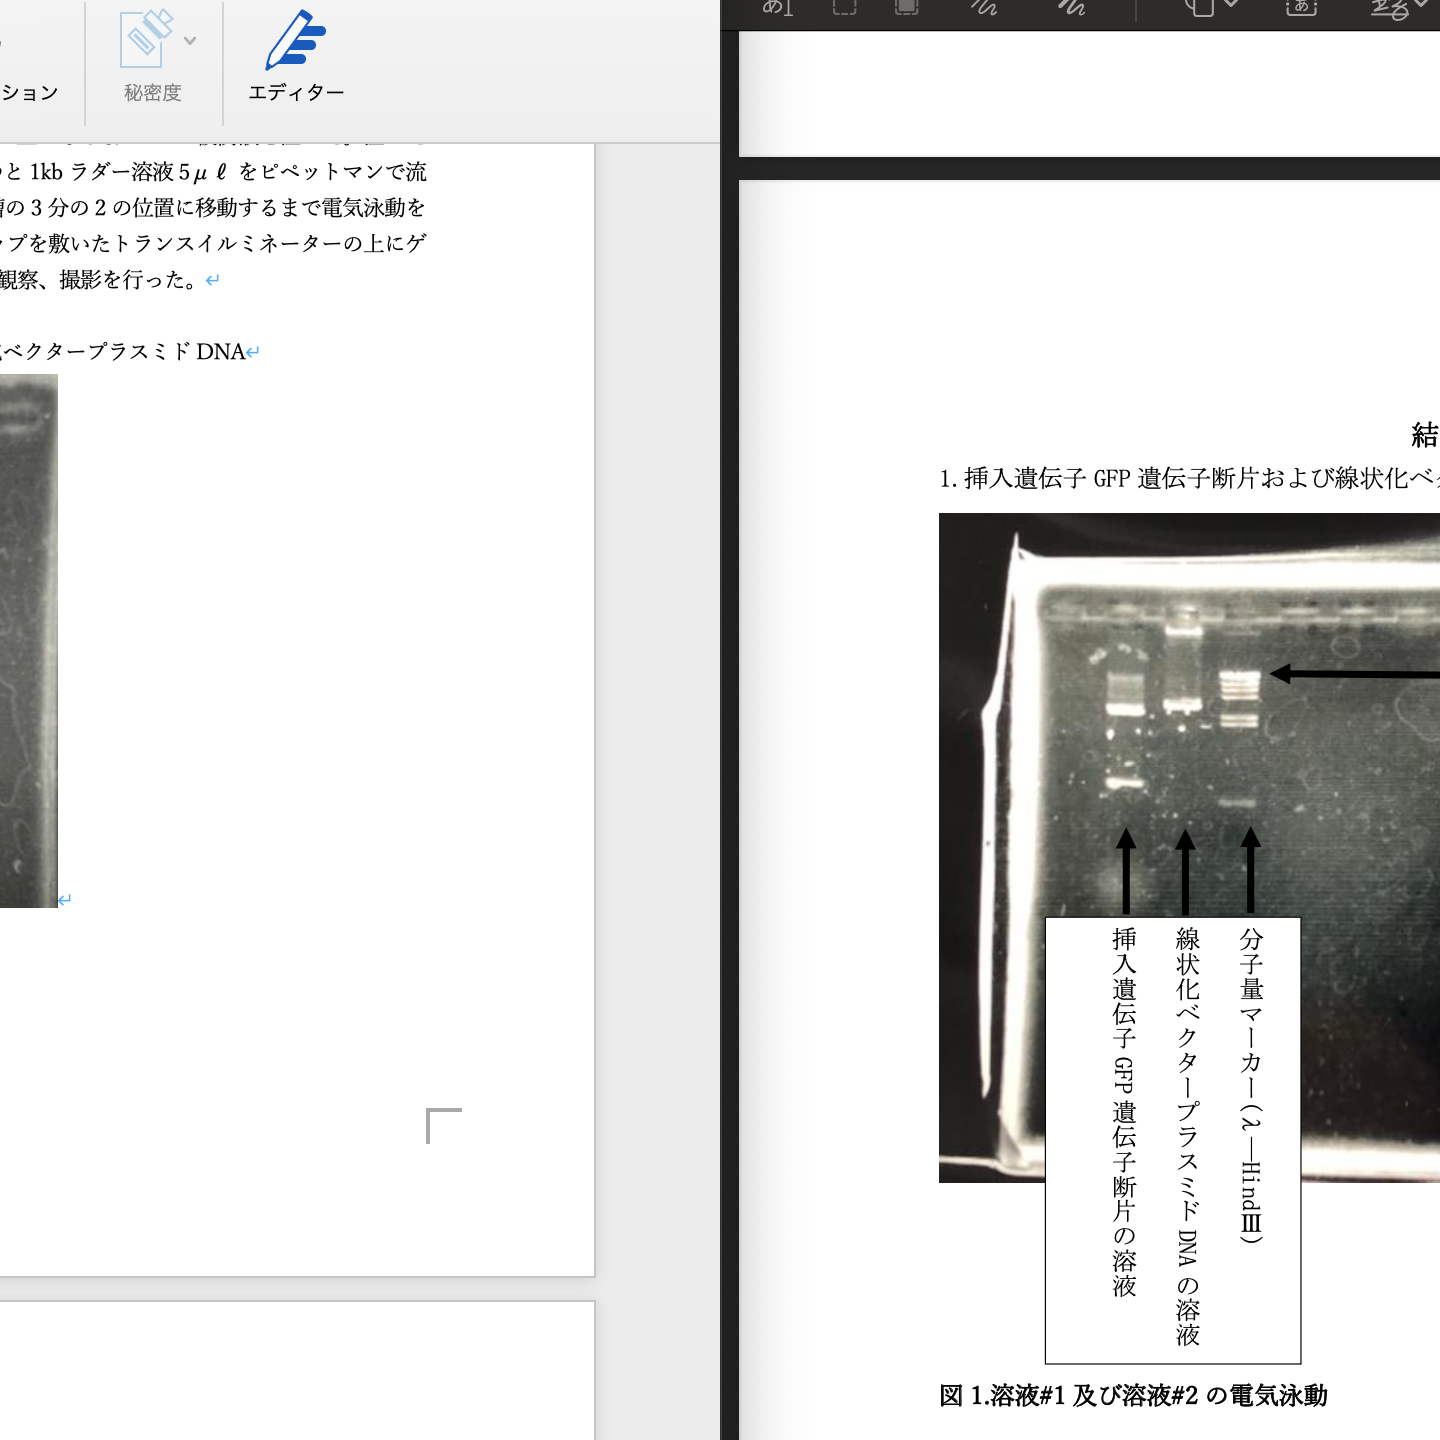 ション
秘密度
エディター
と 1kb ラダー溶液 5μℓ をピペットマンで流
の 3 分の 2 の位置に移動するまで電気泳動を
プを敷いたトランスイルミネーターの上にゲ
観察、撮影を行った。
ベクタープラスミド DNA
結
1. 挿入遺伝子 GFP 遺伝子断片および線状化ベ
分子量マーカー(λ―HindⅢ)
線状化ベクタープラスミド DNA の溶液
挿入遺伝子 GFP 遺伝子断片の溶液
図 1.溶液#1 及び溶液#2 の電気泳動